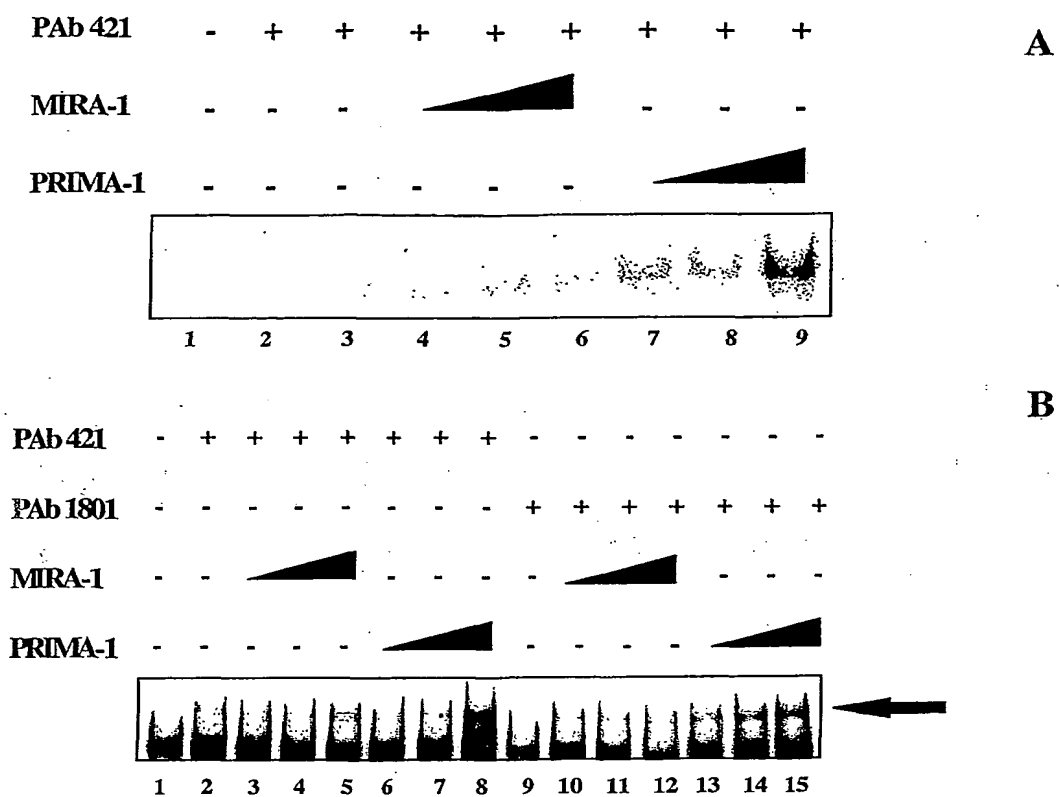 PAb 421 - + + + + + + + +
A
MIRA-1 - - - - - -
PRIMA-1 - - - - - -
1 2 3 4 5 6 7 8 9
B
PAb 421 - + + + + + + + - - - - - - -
PAb 1801 - - - - - - - - + + + + + + +
MIRA-1 - - - - - - - - -
PRIMA-1 - - - - - - - - -
1 2 3 4 5 6 7 8 9 10 11 12 13 14 15